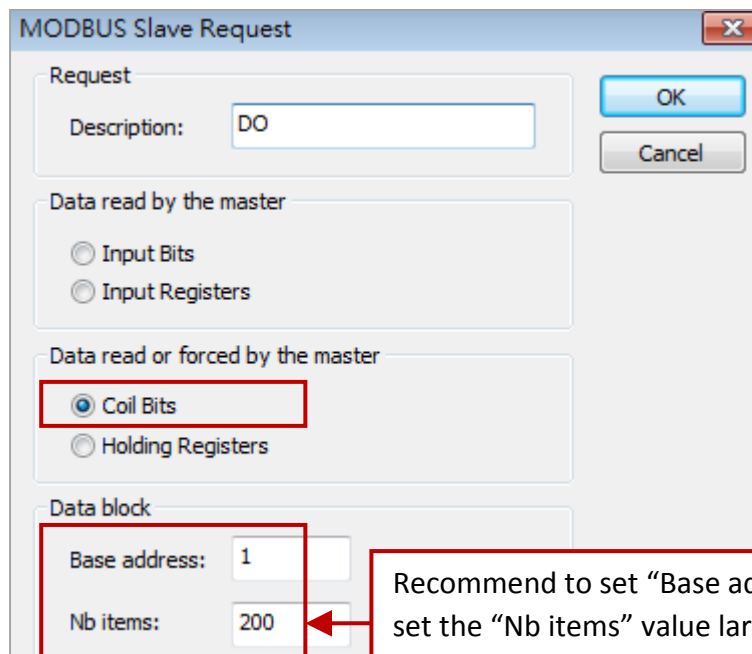 MODBUS Slave Request
Request
Description: DO
OK
Cancel
Data read by the master
Input Bits
Input Registers
Data read or forced by the master
Coil Bits
Holding Registers
Data block
Base address: 1
Nb items: 200
Recommend to set “Base
set the “Nb items” value